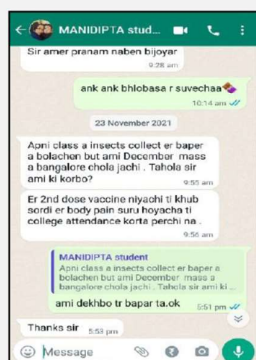 MANIDIPTA stud...
Sir amer pranam naben bijoyar
9:28 am
ank ank bhlobasa r suvechaa
10:14 am
23 November 2021
Apni class a insects collect er baper
a bolachen but ami December mass
a bangalore chola jachi . Tahola sir
ami ki korbo?
9:55 am
Er 2nd dose vaccine niyachi ti khub
sordi er body pain suru hoyacha ti
college attendance korta perchi na .
9:56 am
MANIDIPTA student
Apni class a insects collect er baper a
bolachen but ami December mass a
bangalore chola jachi . Tahola sir ami ki ...
ami dekhbo tr bapar ta.ok
5:51 pm
Thanks sir
5:53 pm
Message